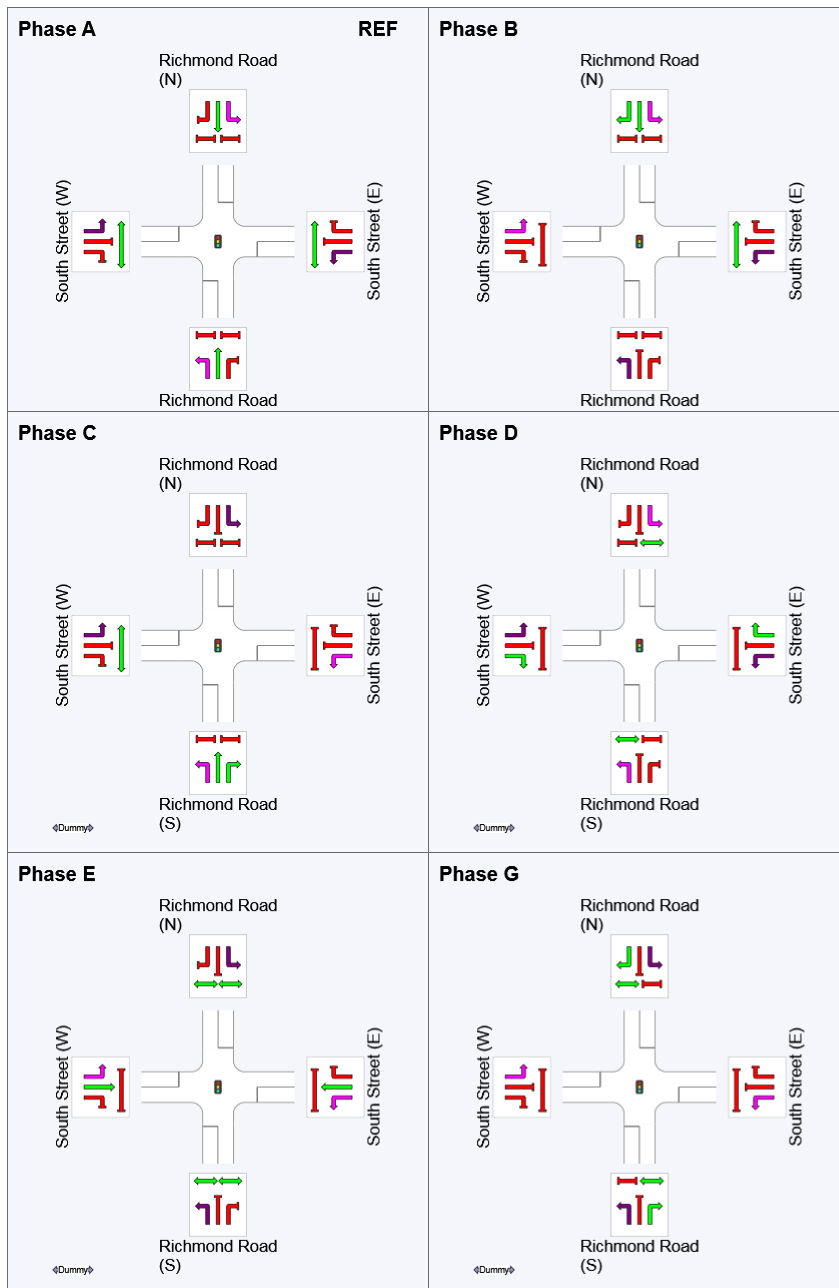 Phase A
REF
Richmond Road
(N)
South Street (W)
South Street (E)
Richmond Road
Phase B
Richmond Road
(N)
South Street (W)
South Street (E)
Richmond Road
Phase C
Richmond Road
(N)
South Street (W)
South Street (E)
Richmond Road
(S)
Dummy
Phase D
Richmond Road
(N)
South Street (W)
South Street (E)
Richmond Road
(S)
Dummy
Phase E
Richmond Road
(N)
South Street (W)
South Street (E)
Richmond Road
(S)
Dummy
Phase G
Richmond Road
(N)
South Street (W)
South Street (E)
Richmond Road
(S)
Dummy